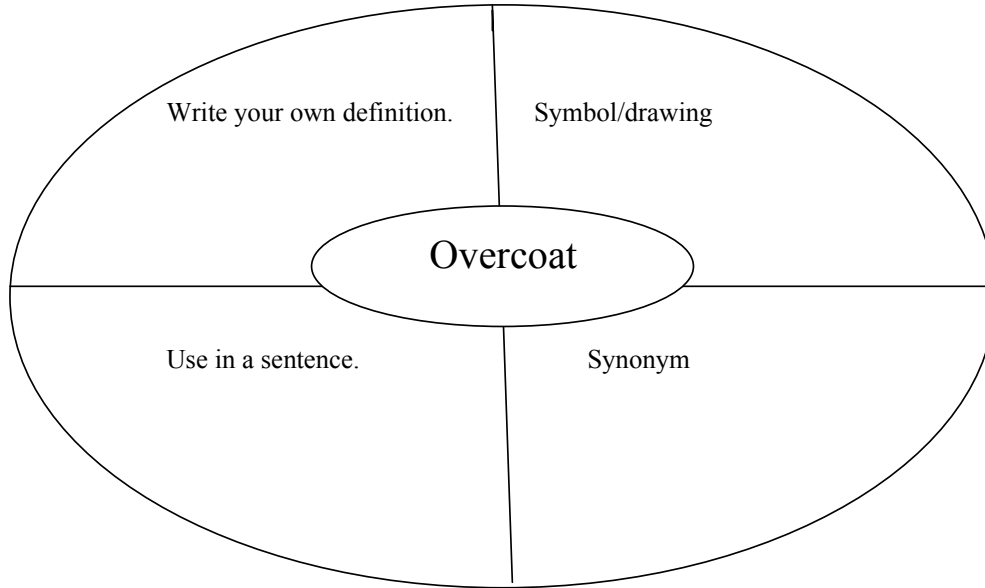 Write your own definition.
Symbol/drawing
Overcoat
Use in a sentence.
Synonym